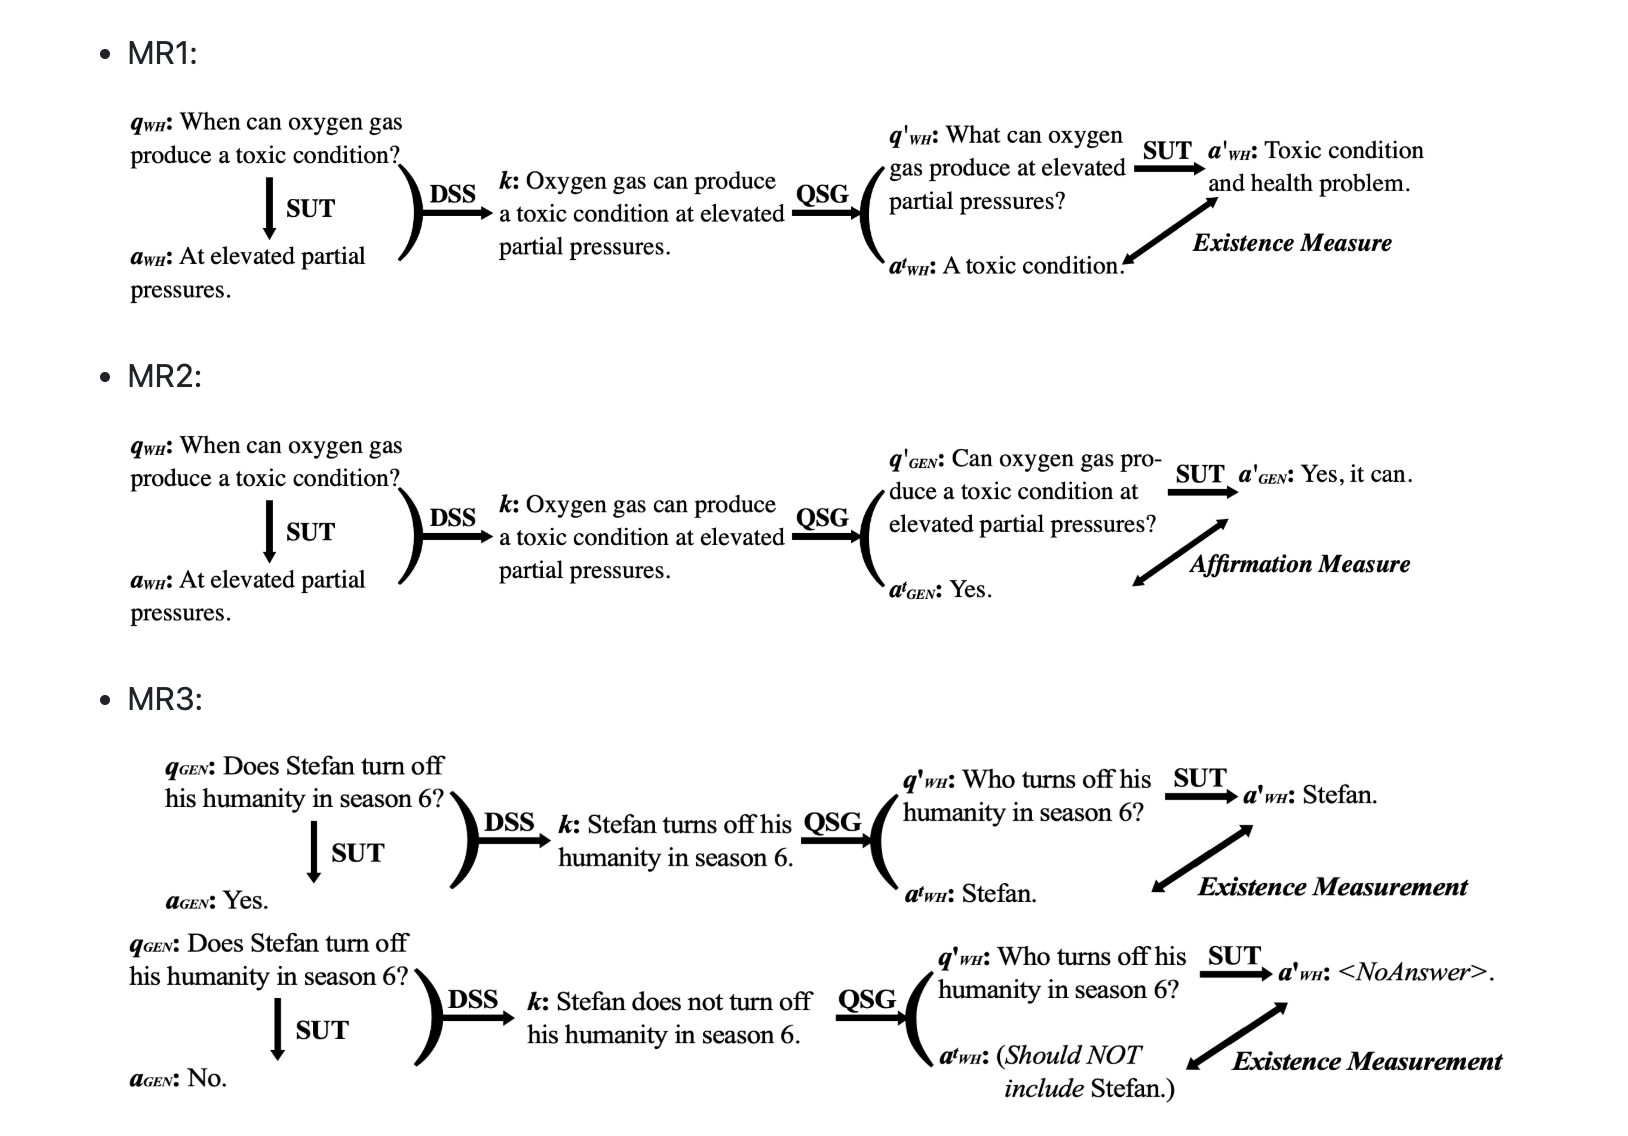 • MR1:
qWH: When can oxygen gas
produce a toxic condition?
SUT
aWH: At elevated partial
pressures.
DSS
k: Oxygen gas can produce
a toxic condition at elevated
partial pressures.
QSG
q'WH: What can oxygen
gas produce at elevated
partial pressures?
SUT
a'WH: Toxic condition
and health problem.
atWH: A toxic condition.
Existence Measure
• MR2:
qWH: When can oxygen gas
produce a toxic condition?
SUT
aWH: At elevated partial
pressures.
DSS
k: Oxygen gas can produce
a toxic condition at elevated
partial pressures.
QSG
q'GEN: Can oxygen gas pro-
duce a toxic condition at
elevated partial pressures?
SUT
a'GEN: Yes, it can.
atGEN: Yes.
Affirmation Measure
• MR3:
qGEN: Does Stefan turn off
his humanity in season 6?
SUT
aGEN: Yes.
DSS
k: Stefan turns off his
humanity in season 6.
QSG
q'WH: Who turns off his
humanity in season 6?
SUT
a'WH: Stefan.
atWH: Stefan.
Existence Measurement
qGEN: Does Stefan turn off
his humanity in season 6?
SUT
aGEN: No.
DSS
k: Stefan does not turn off
his humanity in season 6.
QSG
q'WH: Who turns off his
humanity in season 6?
SUT
a'WH: <NoAnswer>.
atWH: (Should NOT
include Stefan.)
Existence Measurement